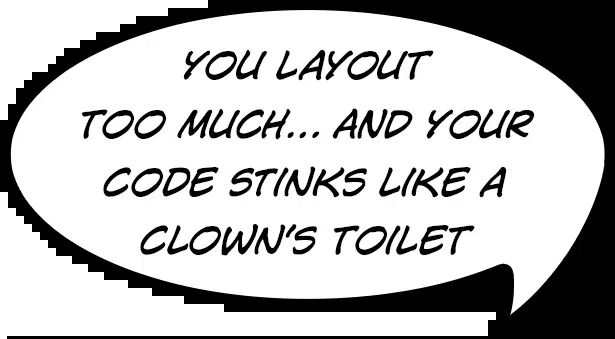 YOU LAYOUT
TOO MUCH... AND YOUR
CODE STINKS LIKE A
CLOWN'S TOILET